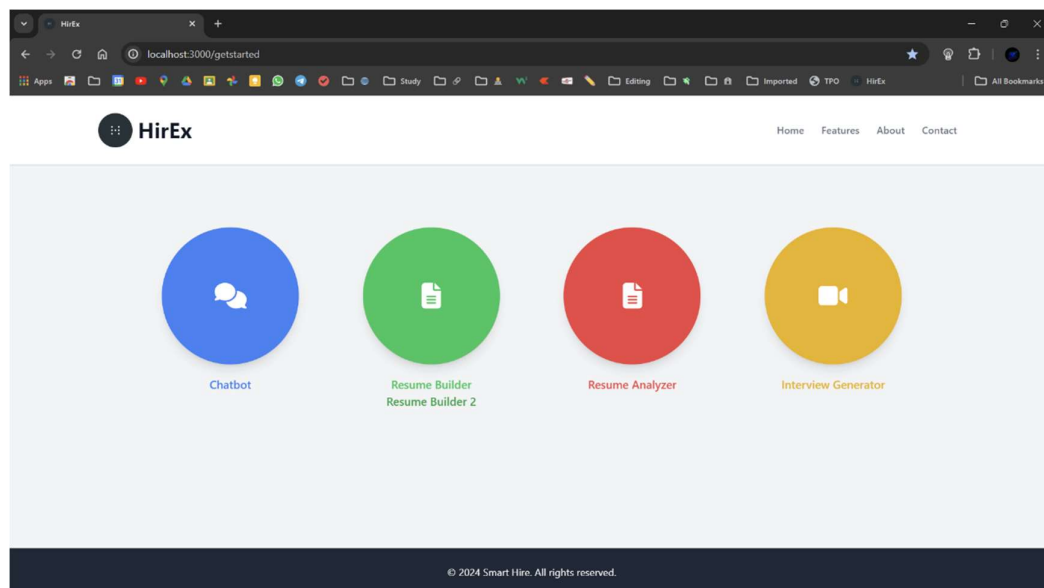 HirEx
localhost:3000/getstarted
Apps
Study
Editing
Imported
TPO
HirEx
All Bookmarks
HirEx
Home Features About Contact
Chatbot
Resume Builder
Resume Builder 2
Resume Analyzer
Interview Generator
© 2024 Smart Hire. All rights reserved.